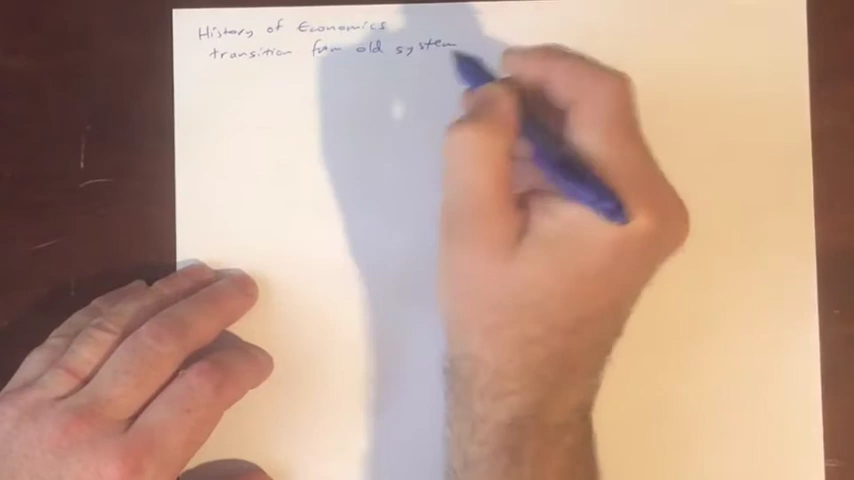 History of Economics
transition from old system